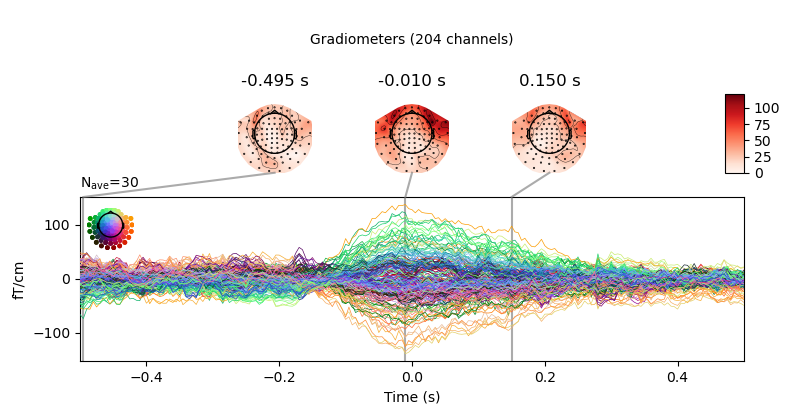 Gradiometers (204 channels)
-0.495 s
-0.010 s
0.150 s
100
75
50
25
0
Nave=30
100
0
−100
fT/cm
−0.4
−0.2
0.0
0.2
0.4
Time (s)